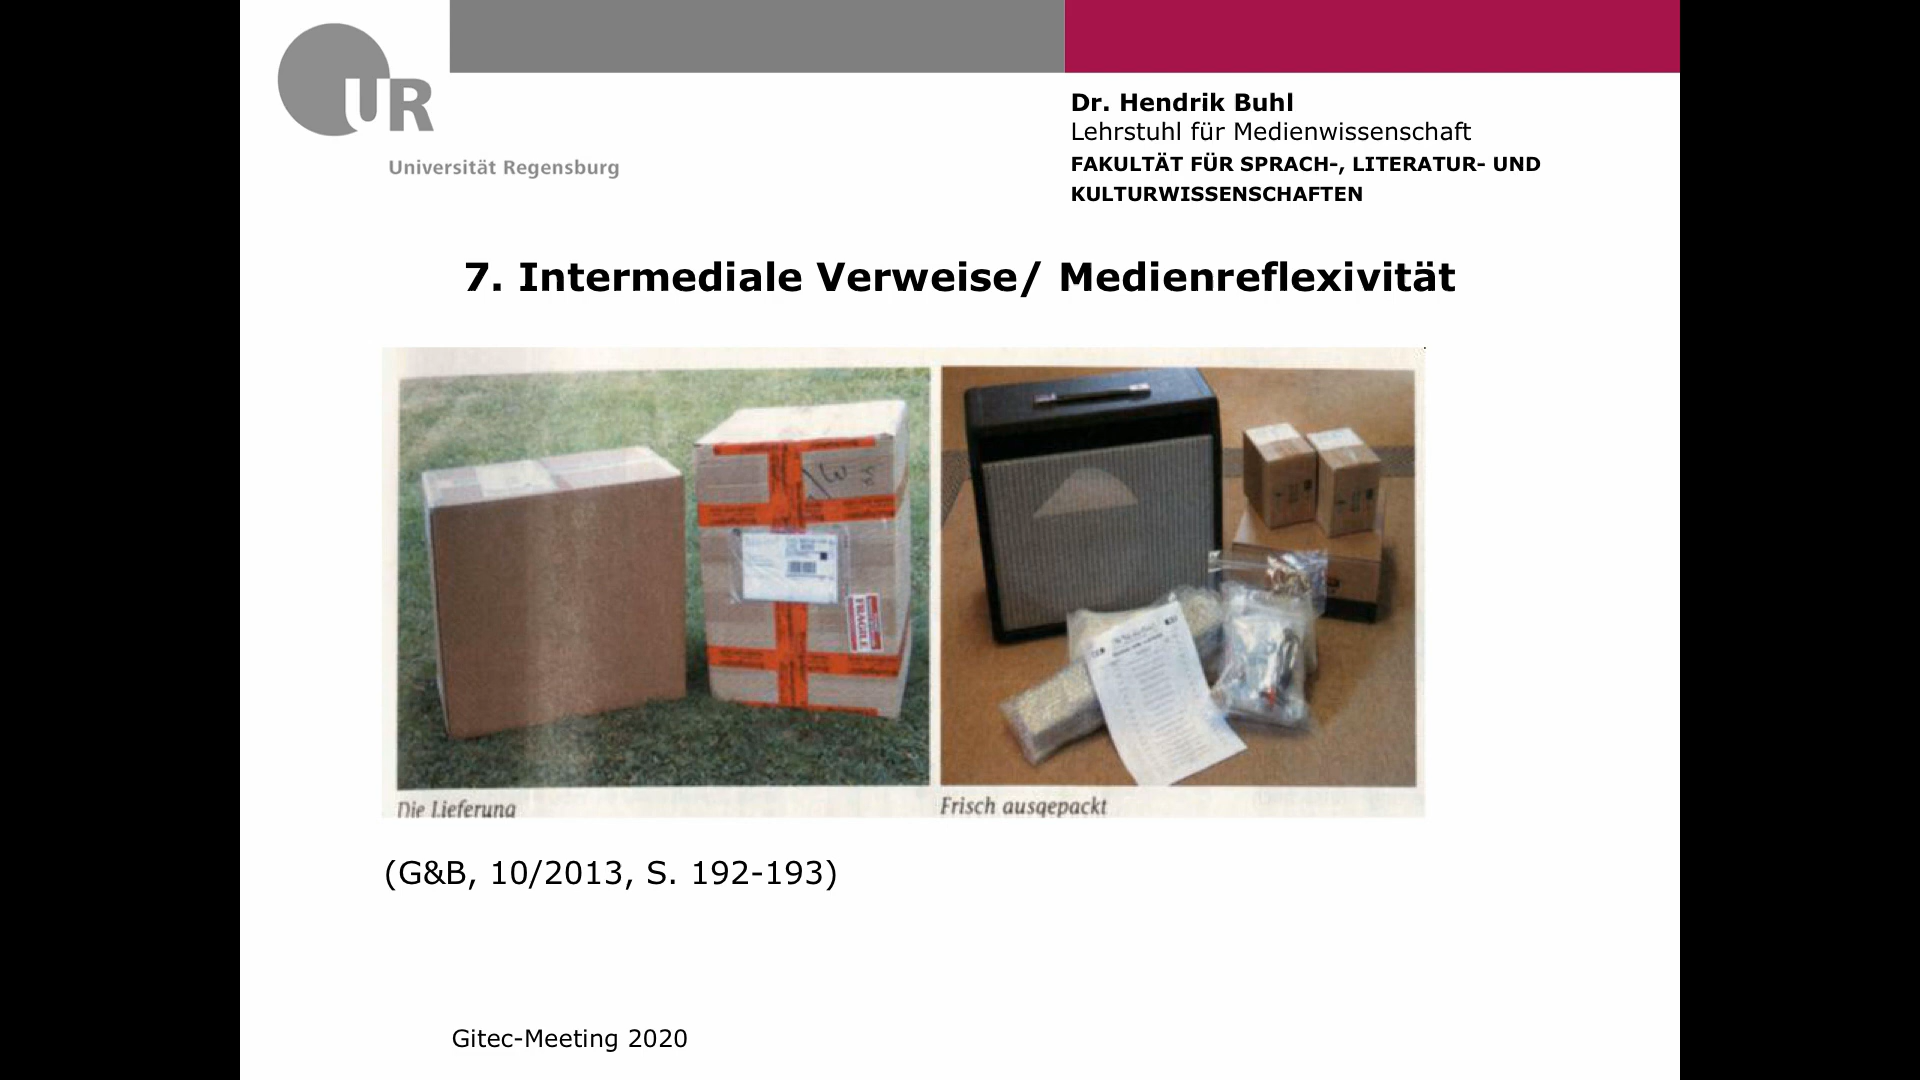 UR
Universität Regensburg
Dr. Hendrik Buhl
Lehrstuhl für Medienwissenschaft
FAKULTÄT FÜR SPRACH-, LITERATUR- UND
KULTURWISSENSCHAFTEN
7. Intermediale Verweise/ Medienreflexivität
FRAGILE
Die Lieferung
Frisch ausgepackt
(G&B, 10/2013, S. 192-193)
Gitec-Meeting 2020